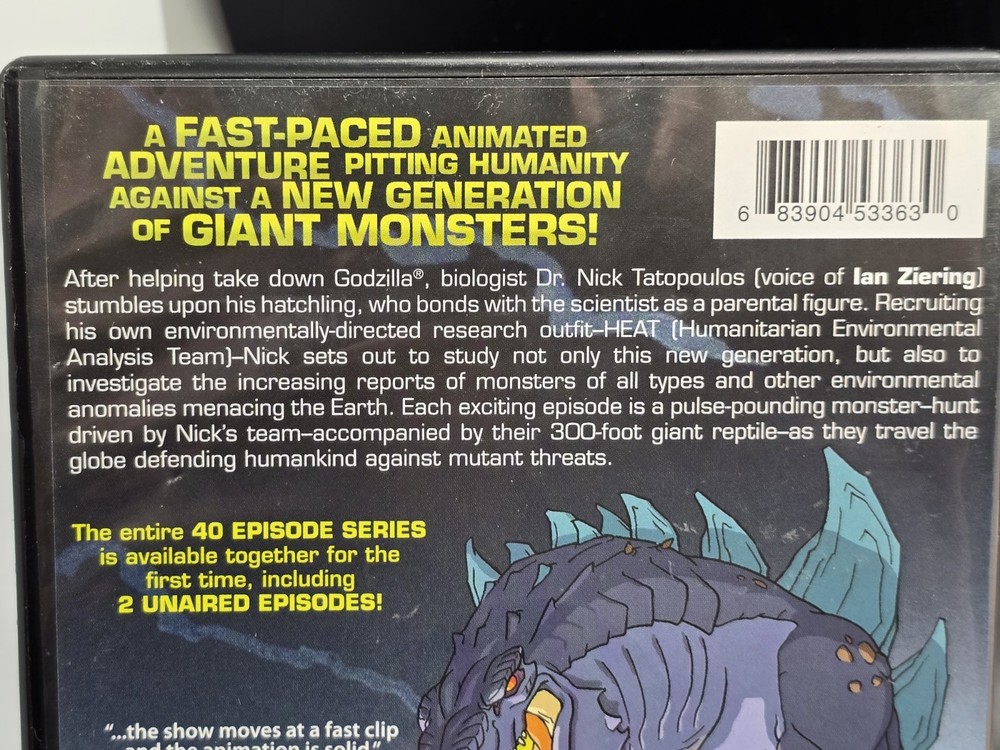 A FAST-PACED ANIMATED
ADVENTURE PITTING HUMANITY
AGAINST A NEW GENERATION
OF GIANT MONSTERS!
6 83904 53363 0
After helping take down Godzilla®, biologist Dr. Nick Tatopoulos (voice of Ian Ziering)
stumbles upon his hatchling, who bonds with the scientist as a parental figure. Recruiting
his own environmentally-directed research outfit–HEAT (Humanitarian Environmental
Analysis Team)–Nick sets out to study not only this new generation, but also to
investigate the increasing reports of monsters of all types and other environmental
anomalies menacing the Earth. Each exciting episode is a pulse-pounding monster–hunt
driven by Nick's team–accompanied by their 300-foot giant reptile–as they travel the
globe defending humankind against mutant threats.
The entire 40 EPISODE SERIES
is available together for the
first time, including
2 UNAIRED EPISODES!
"...the show moves at a fast clip
and the animation is solid"